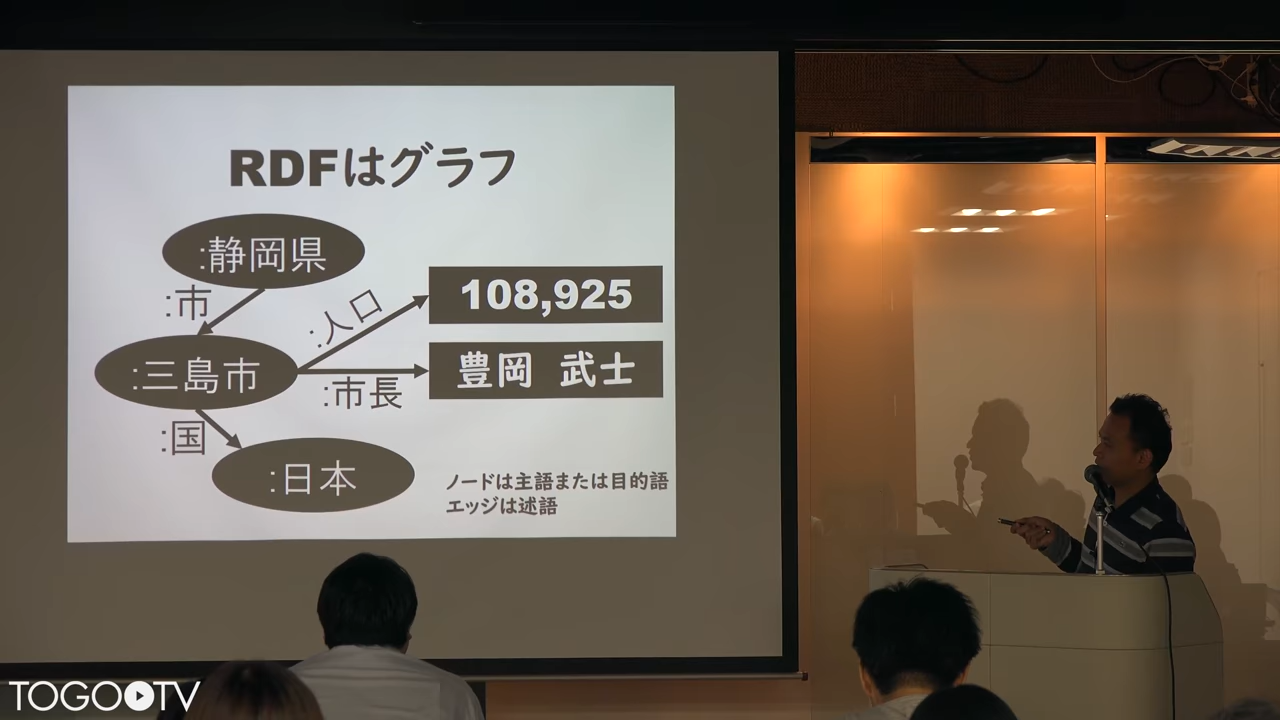 RDFはグラフ
:静岡県
:市
:人口
108,925
:三島市
:市長
豊岡 武士
:国
:日本
ノードは主語または目的語
エッジは述語
TOGOTV